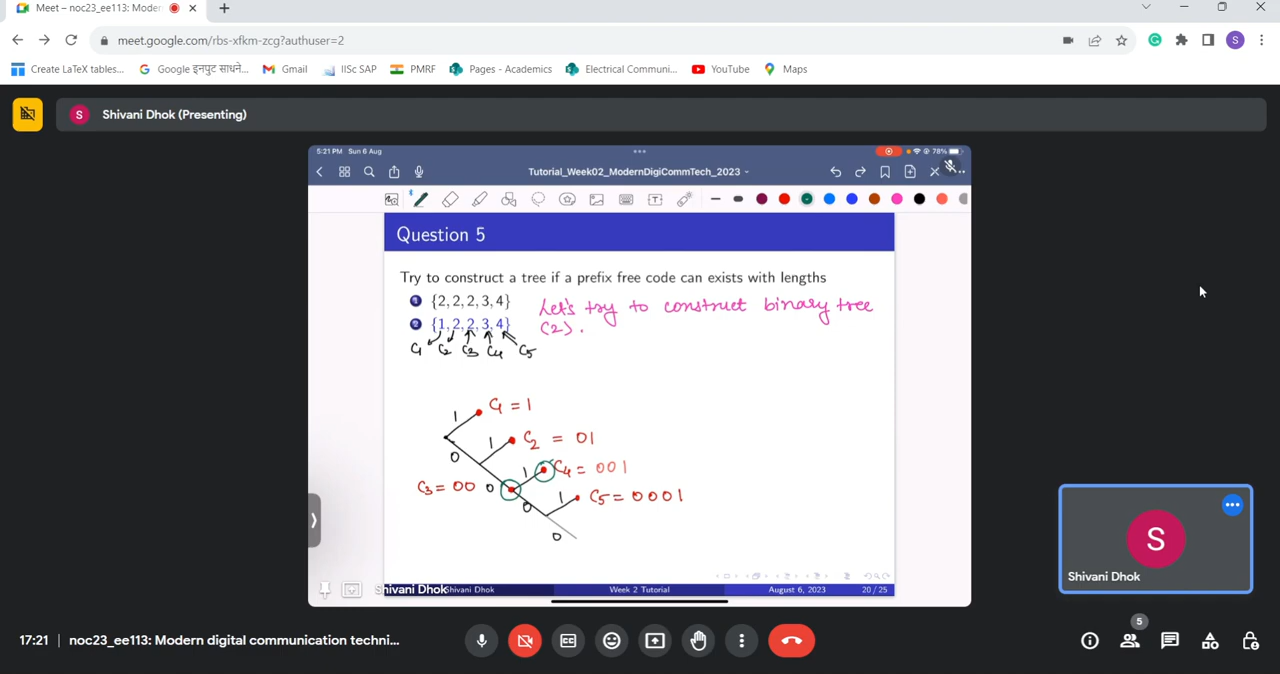 Meet – noc23_ee113: Moder
meet.google.com/rbs-xfkm-zcg?authuser=2
S
Create LaTeX tables... Google इनपुट साधने... Gmail IISc SAP PMRF Pages - Academics Electrical Communi... YouTube Maps
S Shivani Dhok (Presenting)
5:21 PM Sun 6 Aug 78%
Tutorial_Week02_ModernDigiCommTech_2023
Question 5
Try to construct a tree if a prefix free code can exists with lengths
1 {2, 2, 2, 3, 4}
2 {1, 2, 2, 3, 4}
Let's try to construct binary tree
(2).
C1 C2 C3 C4 C5
1 C1 = 1
0 1 C2 = 01
C3 = 00 0 1 C4 = 001
0 1 C5 = 0001
0
Shivani Dhok Shivani Dhok Week 2 Tutorial August 6, 2023 20 / 25
S
Shivani Dhok
17:21 noc23_ee113: Modern digital communication techni...
CC
5